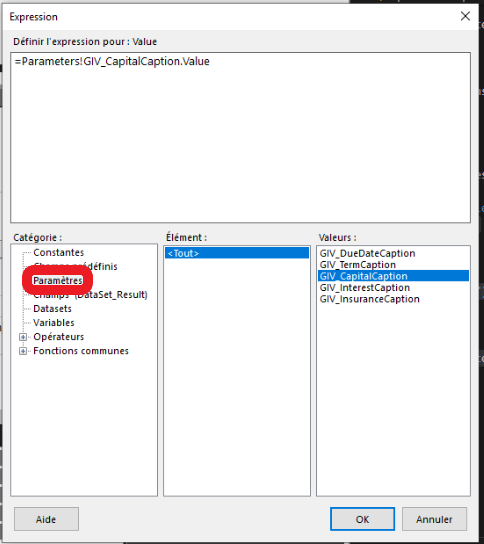 Expression
Définir l'expression pour : Value
=Parameters!GIV_CapitalCaption.Value
Catégorie :
Élément :
Valeurs :
Constantes
Champs prédéfinis
Paramètres
Champs (DataSet_Result)
Datasets
Variables
Opérateurs
Fonctions communes
<Tout>
GIV_DueDateCaption
GIV_TermCaption
GIV_CapitalCaption
GIV_InterestCaption
GIV_InsuranceCaption
Aide
OK
Annuler